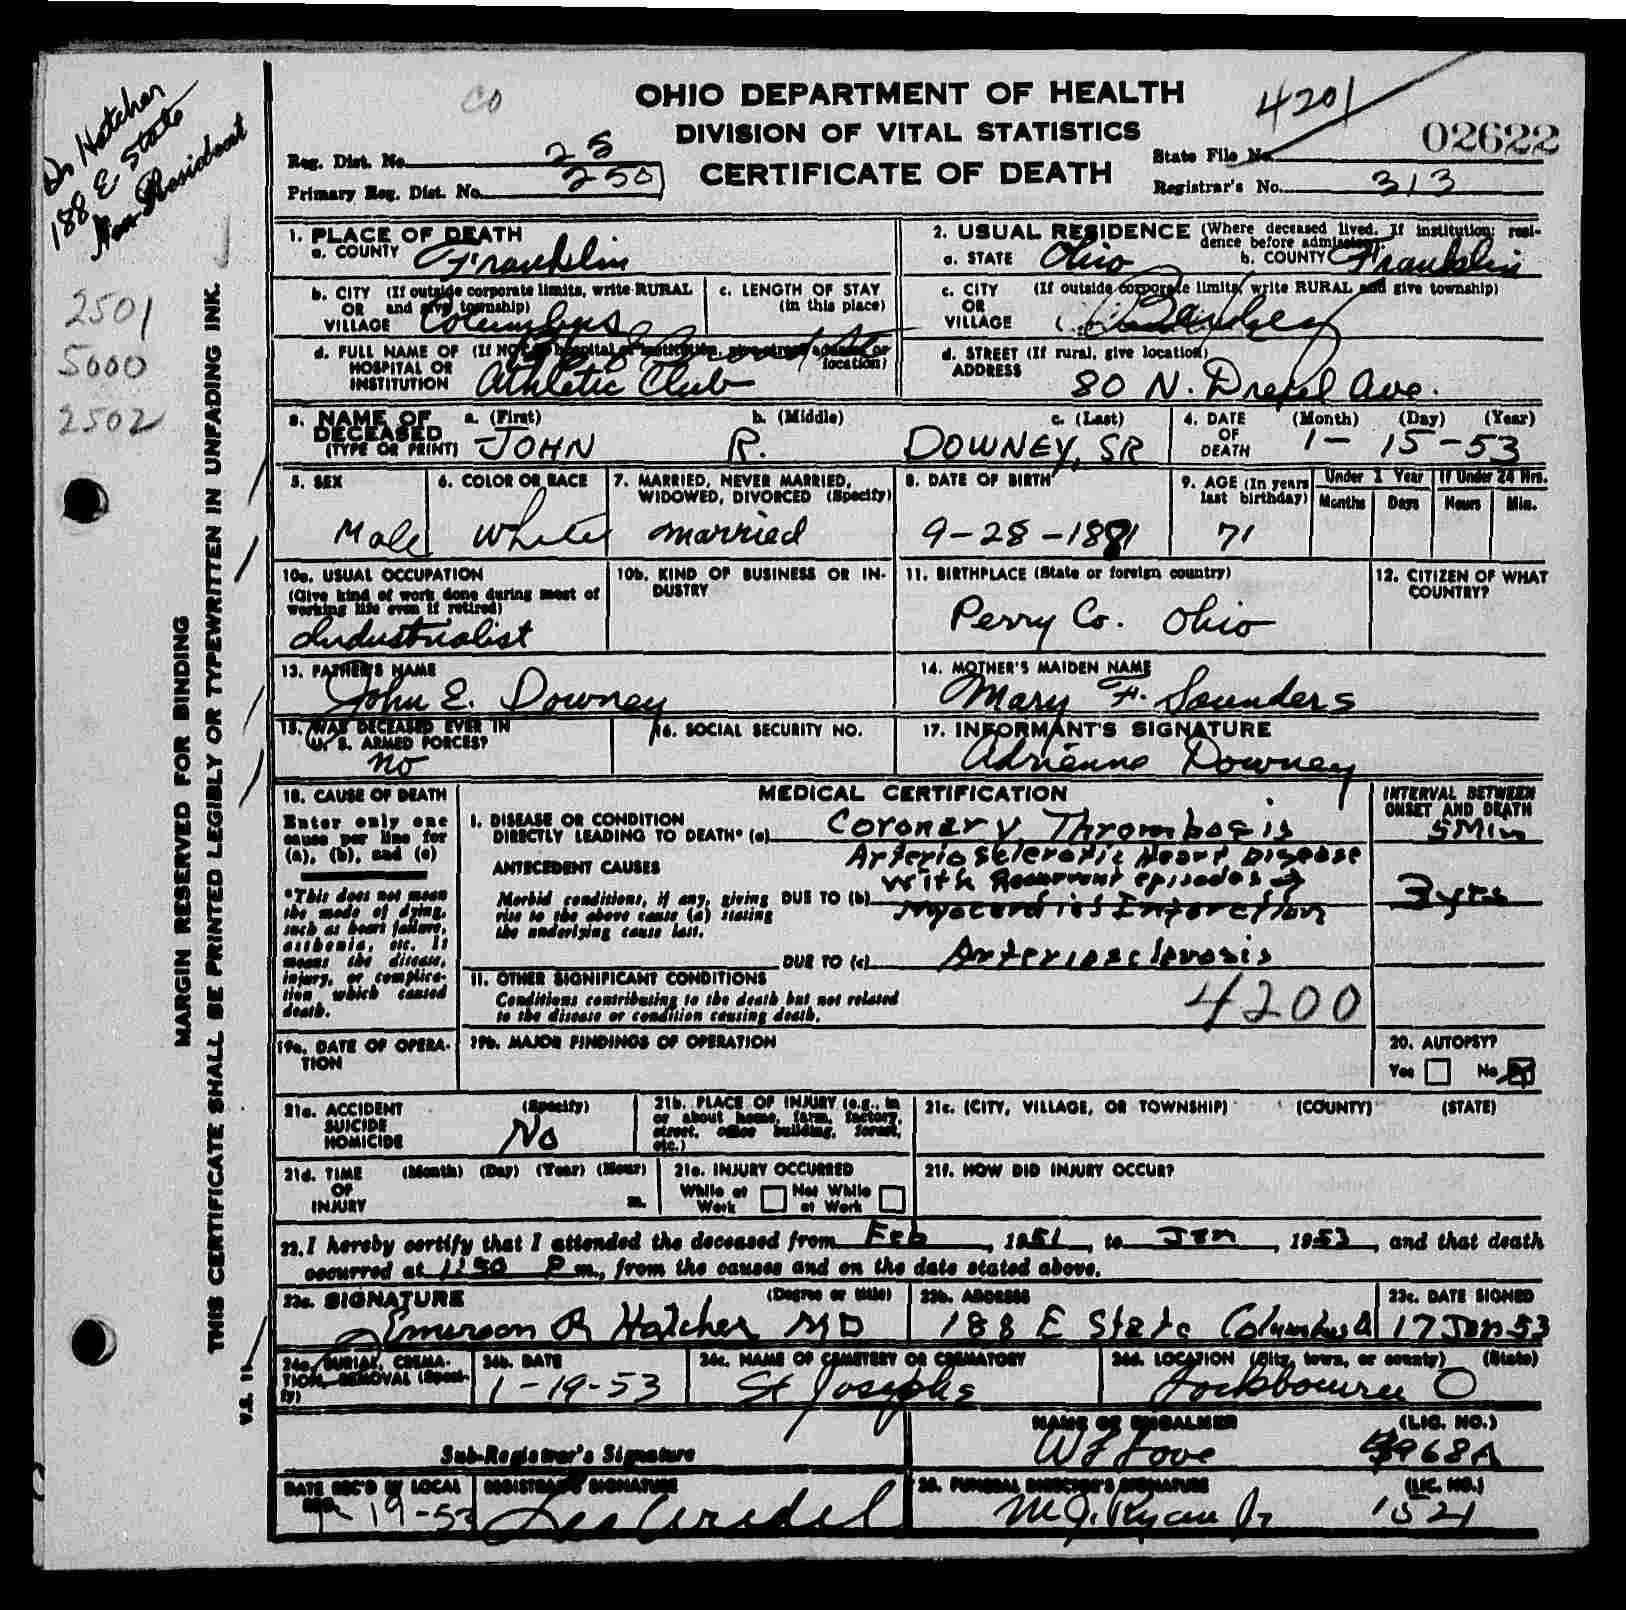 Dr Hatcher
188 E State
Non-Resident
2501
5000
2502
MARGIN RESERVED FOR BINDING
THIS CERTIFICATE SHALL BE PRINTED LEGIBLY OR TYPEWRITTEN IN UNFADING INK.
V.S. 11
CO
OHIO DEPARTMENT OF HEALTH
DIVISION OF VITAL STATISTICS
CERTIFICATE OF DEATH
4201
Reg. Dist. No. 25
Primary Reg. Dist. No. 250
State File No. 02622
Registrar's No. 313
1. PLACE OF DEATH
a. COUNTY Franklin
2. USUAL RESIDENCE (Where deceased lived. If institution: resi-
dence before admission).
a. STATE Ohio b. COUNTY Franklin
b. CITY (If outside corporate limits, write RURAL
OR and give township)
VILLAGE Columbus
c. LENGTH OF STAY
(in this place)
c. CITY (If outside corporate limits, write RURAL and give township)
OR
VILLAGE
d. FULL NAME OF (If NOT in hospital or institution, give street address or
HOSPITAL OR location)
INSTITUTION Athletic Club
d. STREET (If rural, give location)
ADDRESS 80 N. Drexel Ave.
3. NAME OF DECEASED (TYPE OR PRINT)
a. (First) b. (Middle) c. (Last)
JOHN R. DOWNEY, SR
4. DATE OF DEATH (Month) (Day) (Year)
1-15-53
5. SEX
Male
6. COLOR OR RACE
White
7. MARRIED, NEVER MARRIED,
WIDOWED, DIVORCED (Specify)
Married
8. DATE OF BIRTH
9-28-1881
9. AGE (In years
last birthday)
71
Under 1 Year
Months Days
If Under 24 Hrs.
Hours Min.
10a. USUAL OCCUPATION
(Give kind of work done during most of
working life even if retired)
Industrialist
10b. KIND OF BUSINESS OR IN-
DUSTRY
11. BIRTHPLACE (State or foreign country)
Perry Co. Ohio
12. CITIZEN OF WHAT
COUNTRY?
13. FATHER'S NAME
John E. Downey
14. MOTHER'S MAIDEN NAME
Mary F. Saunders
15. WAS DECEASED EVER IN
U. S. ARMED FORCES?
No
16. SOCIAL SECURITY NO.
17. INFORMANT'S SIGNATURE
Adrienne Downey
18. CAUSE OF DEATH
Enter only one
cause per line for
(a), (b), and (c)
*This does not mean
the mode of dying,
such as heart failure,
asthenia, etc. It
means the disease,
injury, or complica-
tion which caused
death.
MEDICAL CERTIFICATION
INTERVAL BETWEEN
ONSET AND DEATH
I. DISEASE OR CONDITION
DIRECTLY LEADING TO DEATH* (a) Coronary Thrombosis 5 Min
ANTECEDENT CAUSES
Morbid conditions, if any, giving
rise to the above cause (a) stating
the underlying cause last.
Arteriosclerotic Heart Disease
with Recurrent episodes
DUE TO (b) Myocardial Infarction 3 yrs
DUE TO (c) Arteriosclerosis
II. OTHER SIGNIFICANT CONDITIONS
Conditions contributing to the death but not related
to the disease or condition causing death.
4200
19a. DATE OF OPERA-
TION
19b. MAJOR FINDINGS OF OPERATION
20. AUTOPSY?
Yes No
21a. ACCIDENT (Specify)
SUICIDE
HOMICIDE
No
21b. PLACE OF INJURY (e.g., in
or about home, farm, factory,
street, office building, forest,
etc.)
21c. (CITY, VILLAGE, OR TOWNSHIP) (COUNTY) (STATE)
21d. TIME (Month) (Day) (Year) (Hour)
OF
INJURY m.
21e. INJURY OCCURRED
While at Work Not While at Work
21f. HOW DID INJURY OCCUR?
22. I hereby certify that I attended the deceased from Feb, 1951, to Jan, 1953, and that death
occurred at 1:50 P m., from the causes and on the date stated above.
23a. SIGNATURE (Degree or title)
Emerson R Hatcher MD
23b. ADDRESS
188 E State Columbus O
23c. DATE SIGNED
17 Jan 53
24a. BURIAL, CREMA-
TION, REMOVAL (Speci-
fy)
24b. DATE
1-19-53
24c. NAME OF CEMETERY OR CREMATORY
St Josephs
24d. LOCATION (City, town, or county) (State)
Lockbourne O
Sub-Registrar's Signature
NAME OF EMBALMER (LIC. NO.)
W F Love
DATE REC'D BY LOCAL
REG.
1-19-53
REGISTRAR'S SIGNATURE
25. FUNERAL DIRECTOR'S SIGNATURE (LIC. NO.)
M. J. Ryan Jr 1521